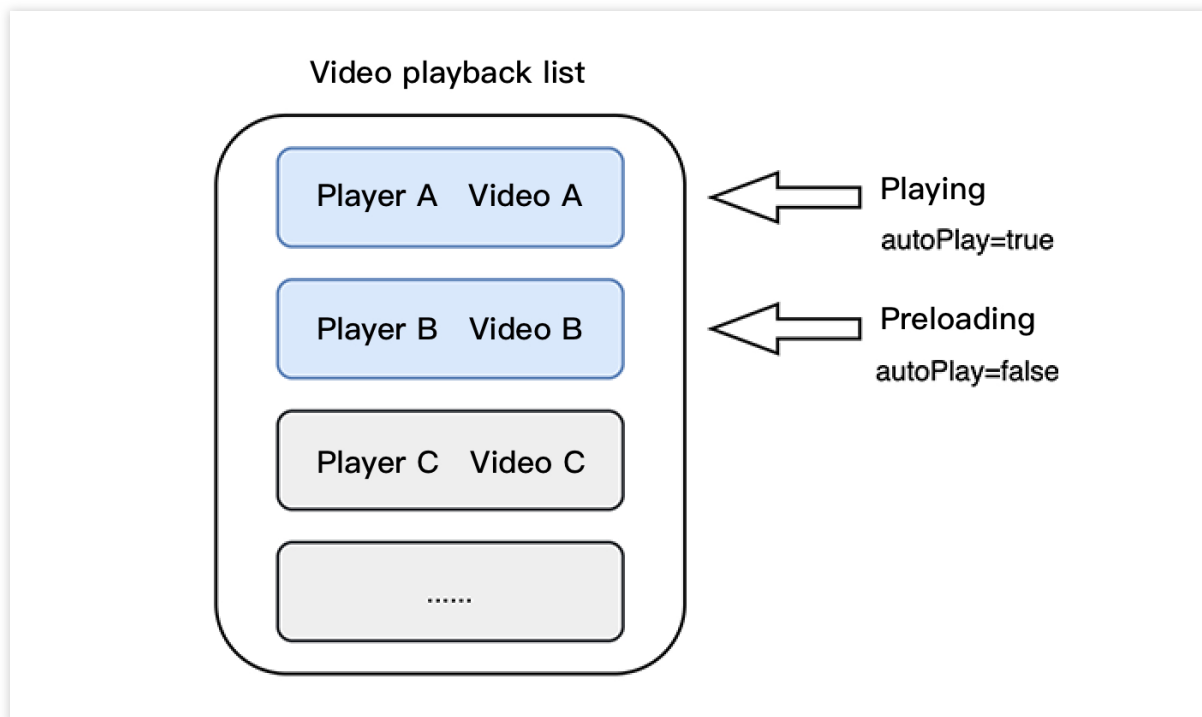 Video playback list
Player A Video A
Playing
autoPlay=true
Player B Video B
Preloading
autoPlay=false
Player C Video C
......